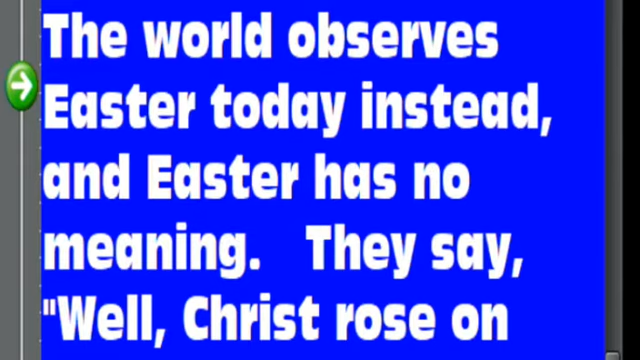 The world observes
Easter today instead,
and Easter has no
meaning.   They say,
"Well, Christ rose on